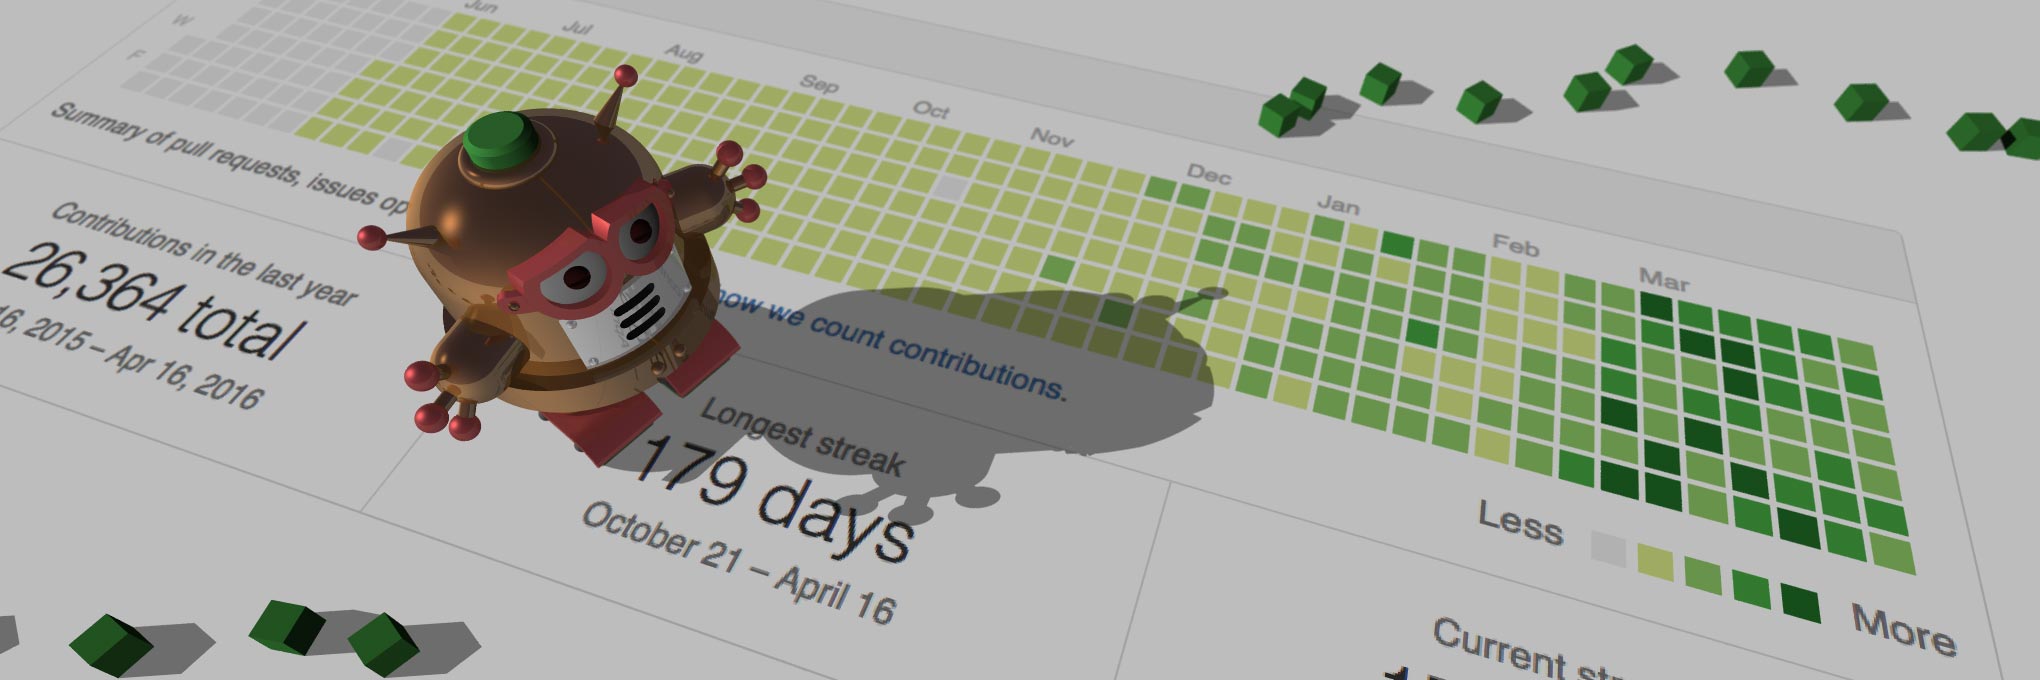 Jun Jul Aug Sep Oct Nov Dec Jan Feb Mar
W
F
Summary of pull requests, issues
how we count contributions.
Less More
Contributions in the last year
26,364 total
16, 2015 – Apr 16, 2016
Longest streak
179 days
October 21 – April 16
Current